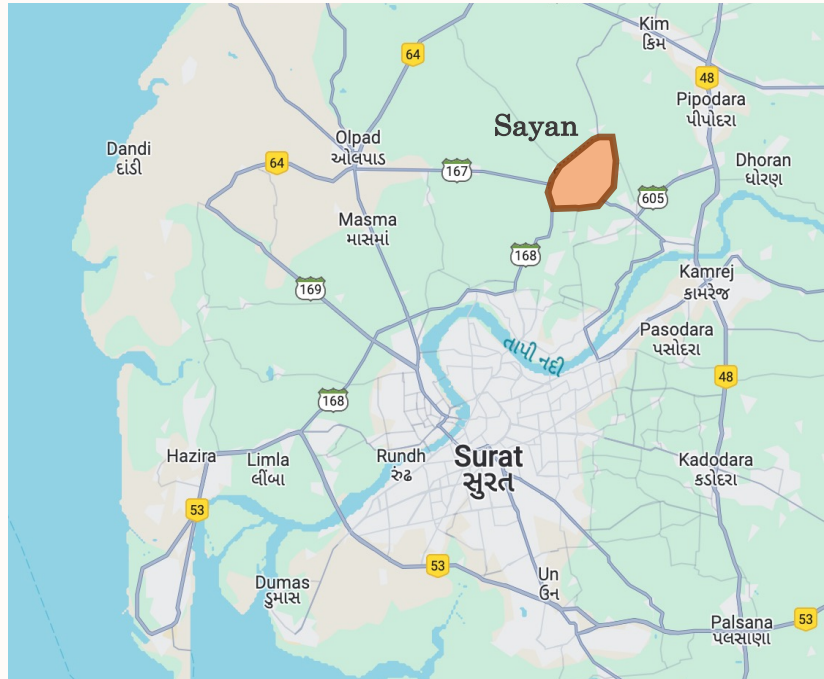 Kim
કિમ
64
48
Pipodara
પીપોદરા
Sayan
Olpad
ઓલપાડ
Dandi
દાંડી
64
167
Dhoran
ધોરણ
605
Masma
માસમાં
168
Kamrej
કામરેજ
169
Pasodara
પસોદરા
તાપી નદી
48
168
Hazira
Limla
લીંબા
Rundh
રુંઢ
Surat
સુરત
Kadodara
કડોદરા
53
53
Dumas
ડુમાસ
Un
ઉન
Palsana
પલસાણા
53